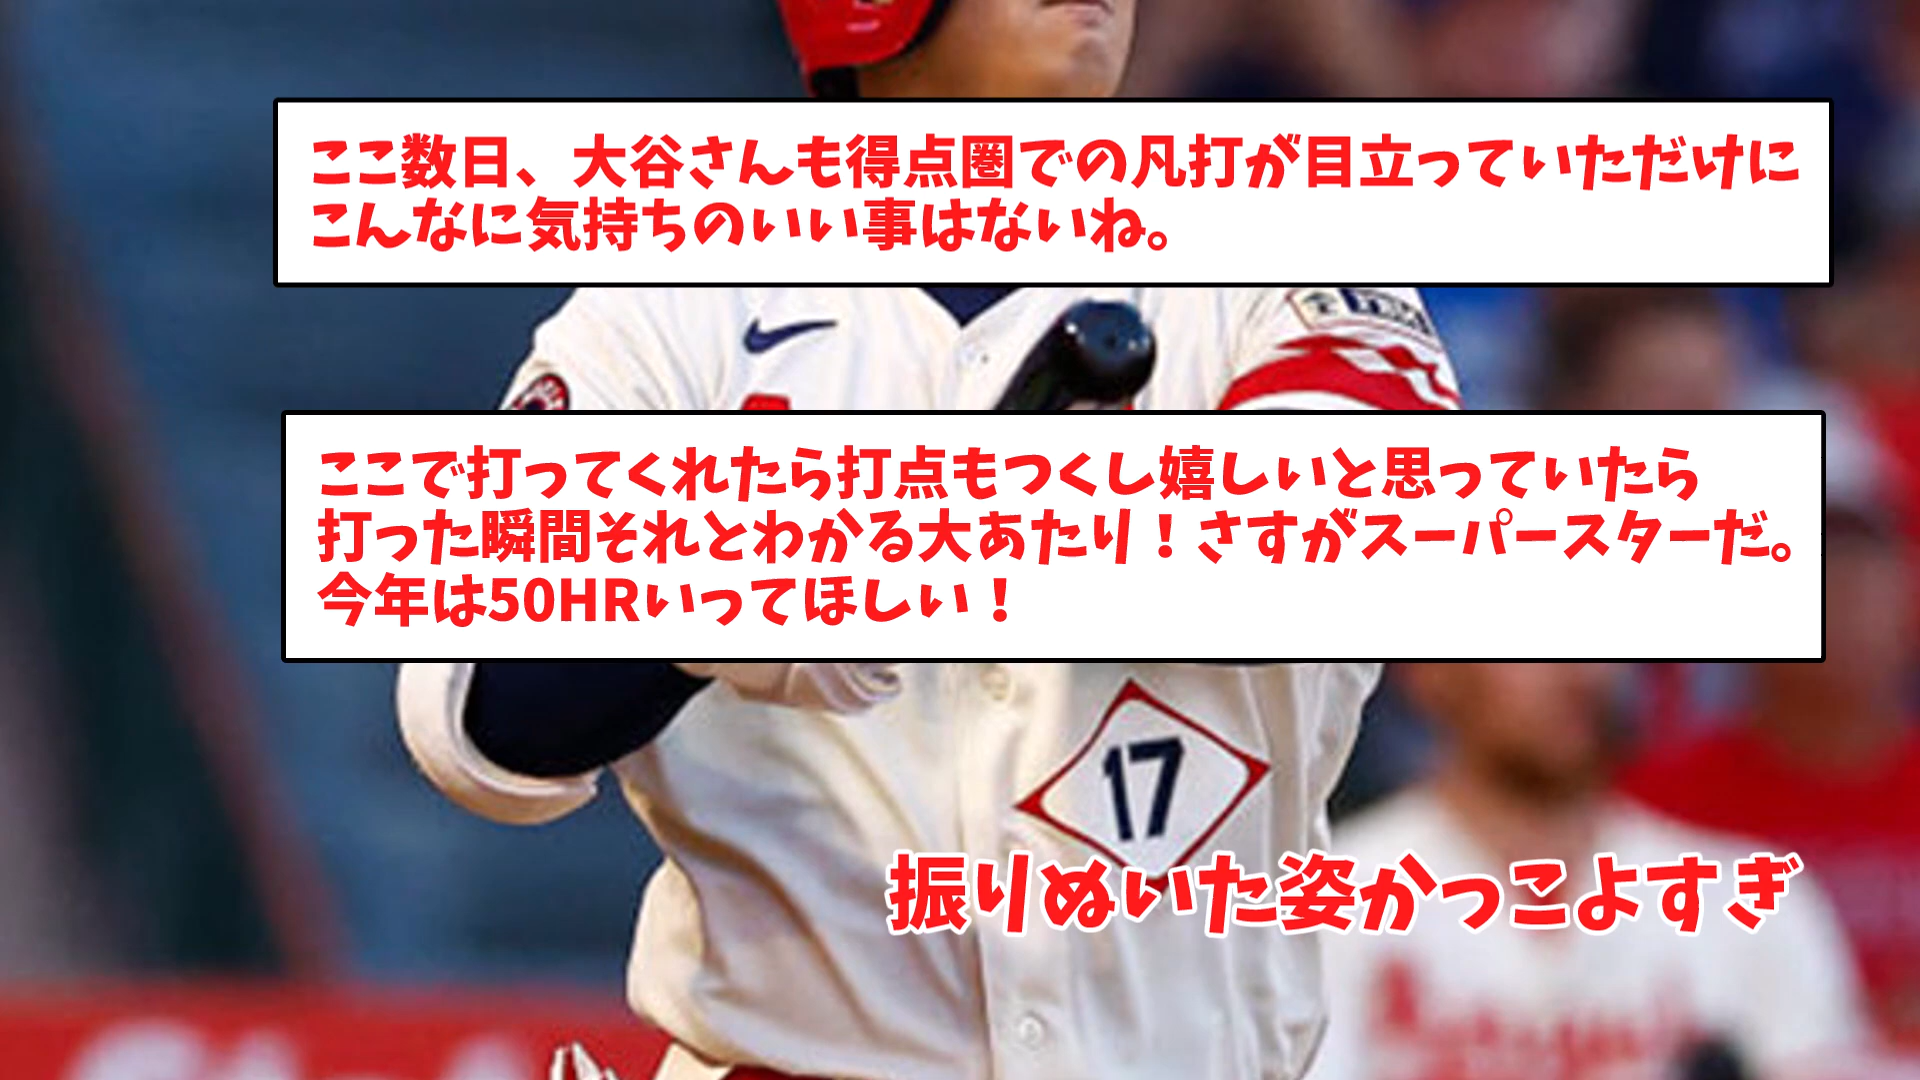 ここ数日、大谷さんも得点圏での凡打が目立っていただけに
こんなに気持ちのいい事はないね。
ここで打ってくれたら打点もつくし嬉しいと思っていたら
打った瞬間それとわかる大あたり！さすがスーパースターだ。
今年は50HRいってほしい！
17
振りぬいた姿かっこよすぎ